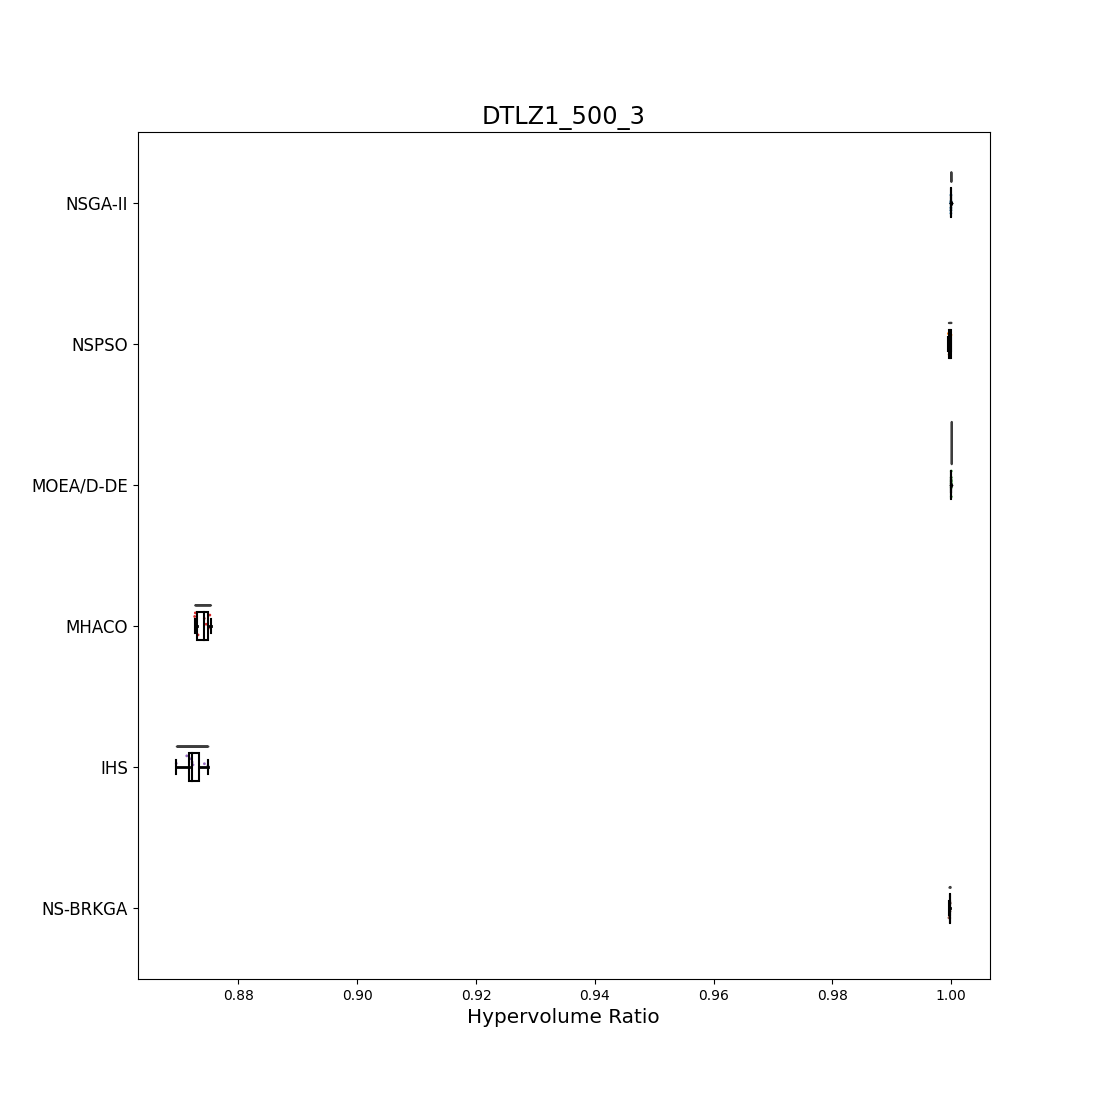 DTLZ1_500_3
NSGA-II
NSPSO
MOEA/D-DE
MHACO
IHS
NS-BRKGA
0.88 0.90 0.92 0.94 0.96 0.98 1.00
Hypervolume Ratio